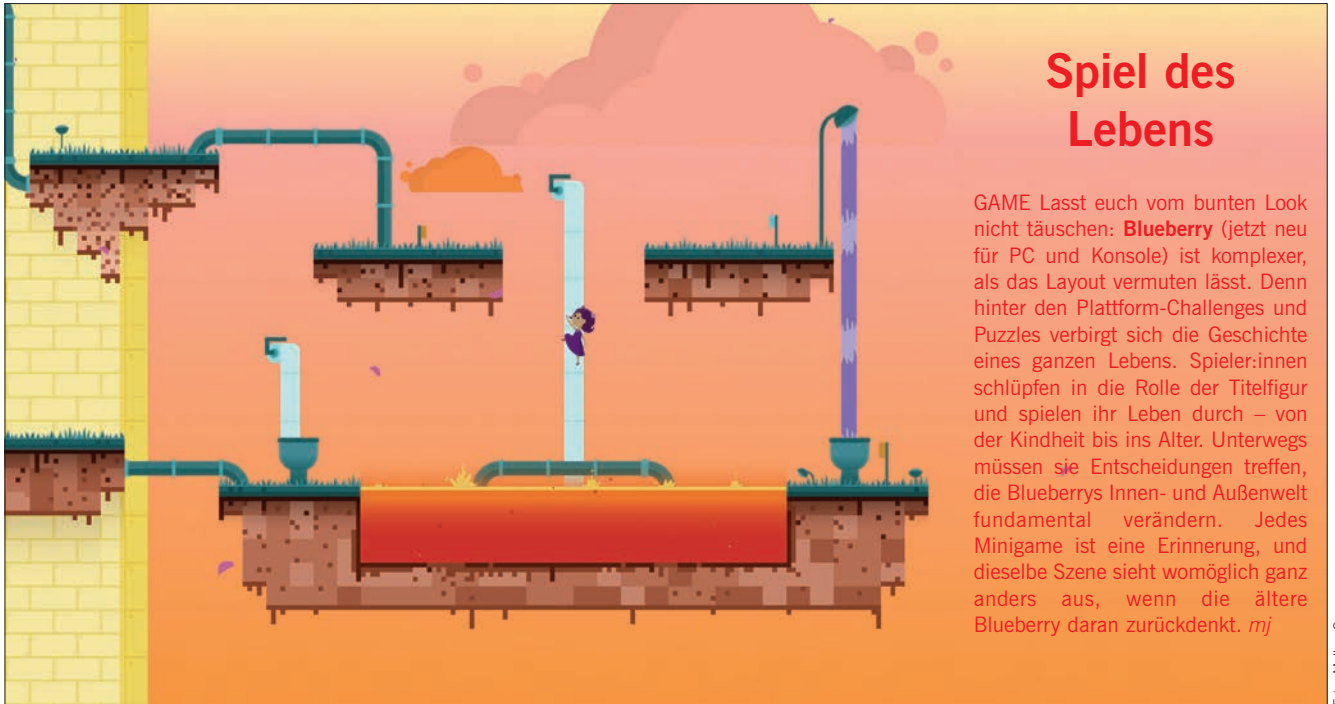 Spiel des
Lebens
GAME Lasst euch vom bunten Look
nicht täuschen: Blueberry (jetzt neu
für PC und Konsole) ist komplexer,
als das Layout vermuten lässt. Denn
hinter den Plattform-Challenges und
Puzzles verbirgt sich die Geschichte
eines ganzen Lebens. Spieler:innen
schlüpfen in die Rolle der Titelfigur
und spielen ihr Leben durch – von
der Kindheit bis ins Alter. Unterwegs
müssen sie Entscheidungen treffen,
die Blueberrys Innen- und Außenwelt
fundamental verändern. Jedes
Minigame ist eine Erinnerung, und
dieselbe Szene sieht womöglich ganz
anders aus, wenn die ältere
Blueberry daran zurückdenkt. mj